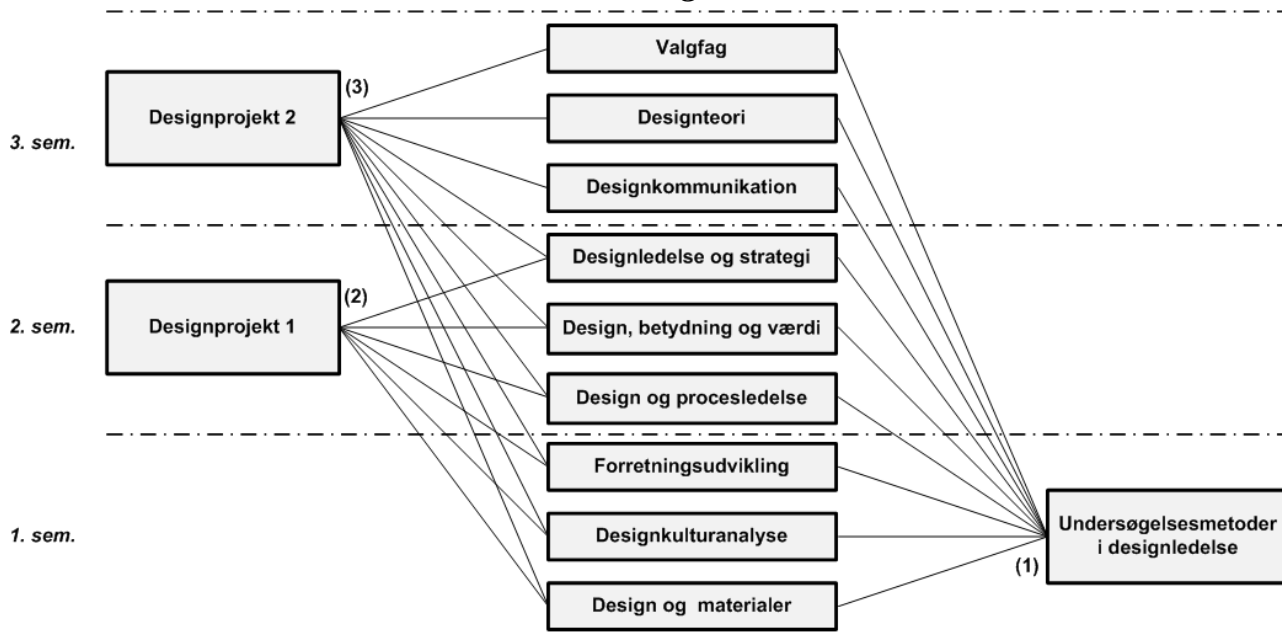 Valgfag
(3)
Designprojekt 2
Designteori
3. sem.
Designkommunikation
Designledelse og strategi
(2)
Designprojekt 1
2. sem.
Design, betydning og værdi
Design og procesledelse
Forretningsudvikling
1. sem.
Designkulturanalyse
Undersøgelsesmetoder
i designledelse
(1)
Design og materialer